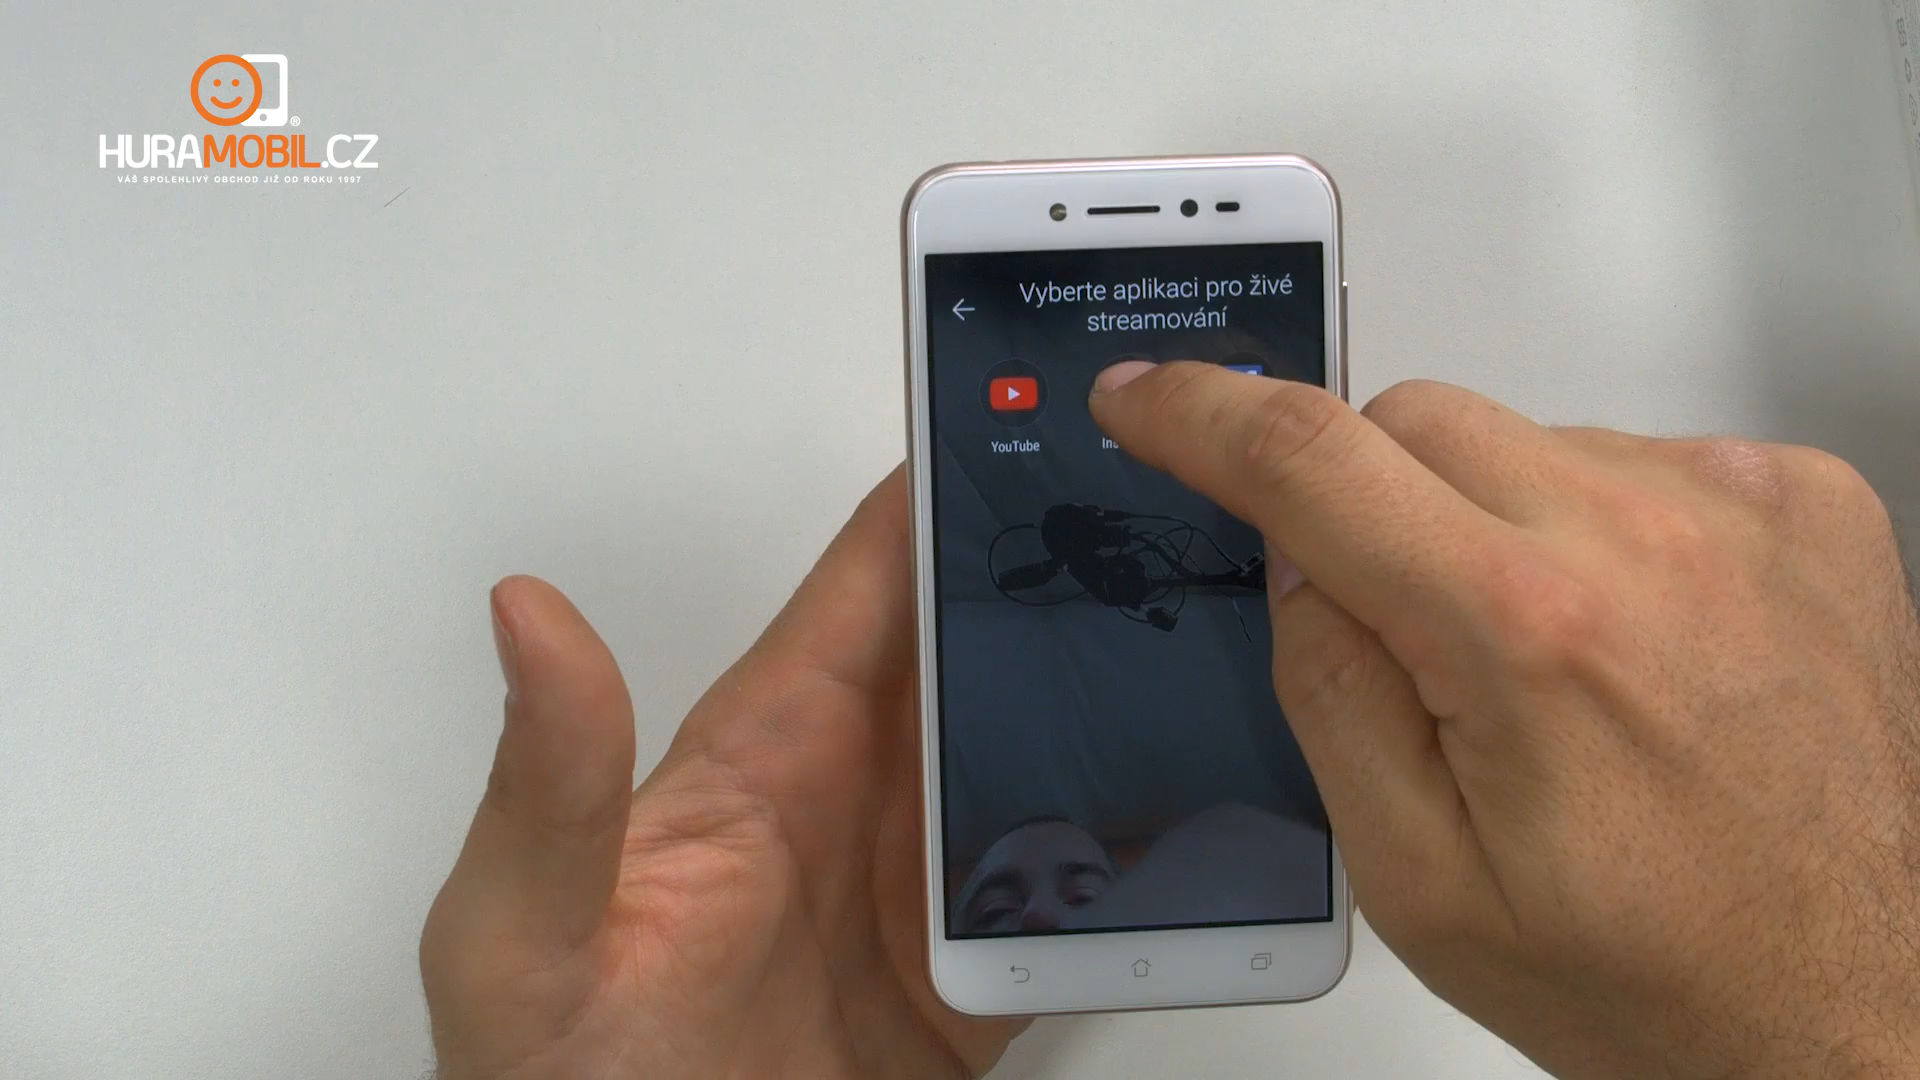 HURAMOBIL.CZ
VÁŠ SPOLEHLIVÝ OBCHOD JIŽ OD ROKU 1997
Vyberte aplikaci pro živé
streamování
YouTube